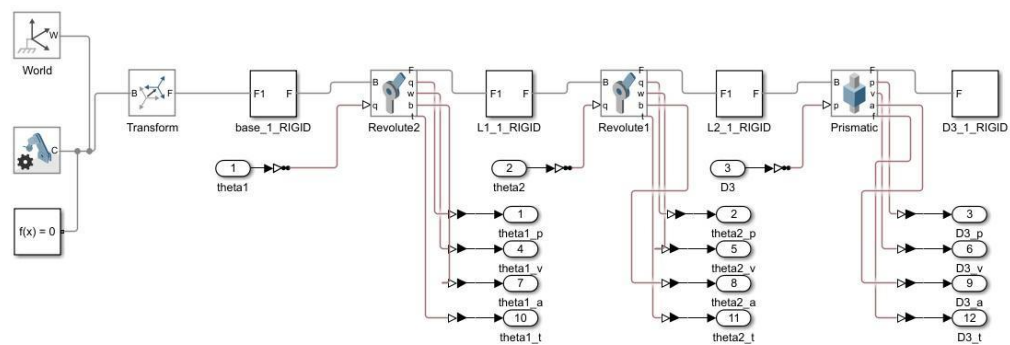 W
World
C
f(x) = 0
B F
Transform
F1 F
base_1_RIGID
B F
q
w
b
q
t
Revolute2
F1 F
L1_1_RIGID
B F
q
w
b
q
t
Revolute1
F1 F
L2_1_RIGID
B F
p
v
a
p
f
Prismatic
F
D3_1_RIGID
1
theta1
2
theta2
3
D3
1
theta1_p
4
theta1_v
7
theta1_a
10
theta1_t
2
theta2_p
5
theta2_v
8
theta2_a
11
theta2_t
3
D3_p
6
D3_v
9
D3_a
12
D3_t